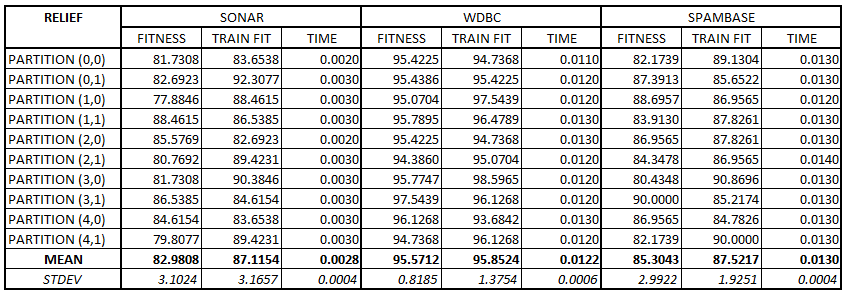 RELIEF SONAR WDBC SPAMBASE
FITNESS TRAIN FIT TIME FITNESS TRAIN FIT TIME FITNESS TRAIN FIT TIME
PARTITION (0,0) 81.7308 83.6538 0.0020 95.4225 94.7368 0.0110 82.1739 89.1304 0.0130
PARTITION (0,1) 82.6923 92.3077 0.0030 95.4386 95.4225 0.0120 87.3913 85.6522 0.0130
PARTITION (1,0) 77.8846 88.4615 0.0030 95.0704 97.5439 0.0120 88.6957 86.9565 0.0120
PARTITION (1,1) 88.4615 86.5385 0.0030 95.7895 96.4789 0.0130 83.9130 87.8261 0.0130
PARTITION (2,0) 85.5769 82.6923 0.0020 95.4225 94.7368 0.0130 86.9565 87.8261 0.0130
PARTITION (2,1) 80.7692 89.4231 0.0030 94.3860 95.0704 0.0120 84.3478 86.9565 0.0140
PARTITION (3,0) 81.7308 90.3846 0.0030 95.7747 98.5965 0.0120 80.4348 90.8696 0.0130
PARTITION (3,1) 86.5385 84.6154 0.0030 97.5439 96.1268 0.0120 90.0000 85.2174 0.0130
PARTITION (4,0) 84.6154 83.6538 0.0030 96.1268 93.6842 0.0130 86.9565 84.7826 0.0130
PARTITION (4,1) 79.8077 89.4231 0.0030 94.7368 96.1268 0.0120 82.1739 90.0000 0.0130
MEAN 82.9808 87.1154 0.0028 95.5712 95.8524 0.0122 85.3043 87.5217 0.0130
STDEV 3.1024 3.1657 0.0004 0.8185 1.3754 0.0006 2.9922 1.9251 0.0004